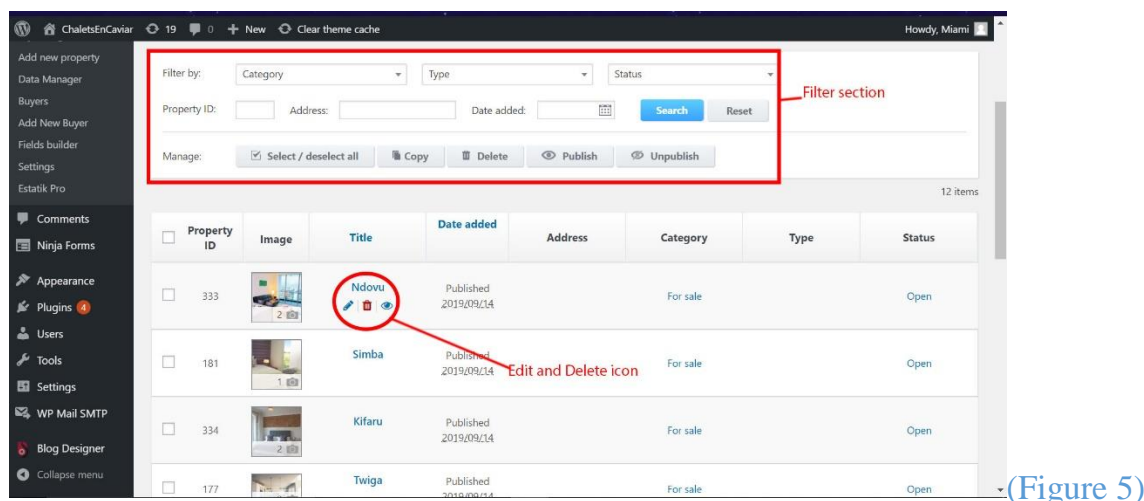 ChaletsEnCaviar 19 0 New Clear theme cache Howdy, Miami
Add new property
Data Manager
Buyers
Add New Buyer
Fields builder
Settings
Estatik Pro
Comments
Ninja Forms
Appearance
Plugins 4
Users
Tools
Settings
WP Mail SMTP
Blog Designer
Collapse menu
Filter by: Category Type Status
Property ID: Address: Date added: Search Reset
Manage: Select / deselect all Copy Delete Publish Unpublish
Filter section
12 items
Property ID Image Title Date added Address Category Type Status
333 2 Ndovu Published 2019/09/14 For sale Open
181 1 Simba Published 2019/09/14 For sale Open
Edit and Delete icon
334 2 Kifaru Published 2019/09/14 For sale Open
177 Twiga Published 2019/09/14 For sale Open
(Figure 5)